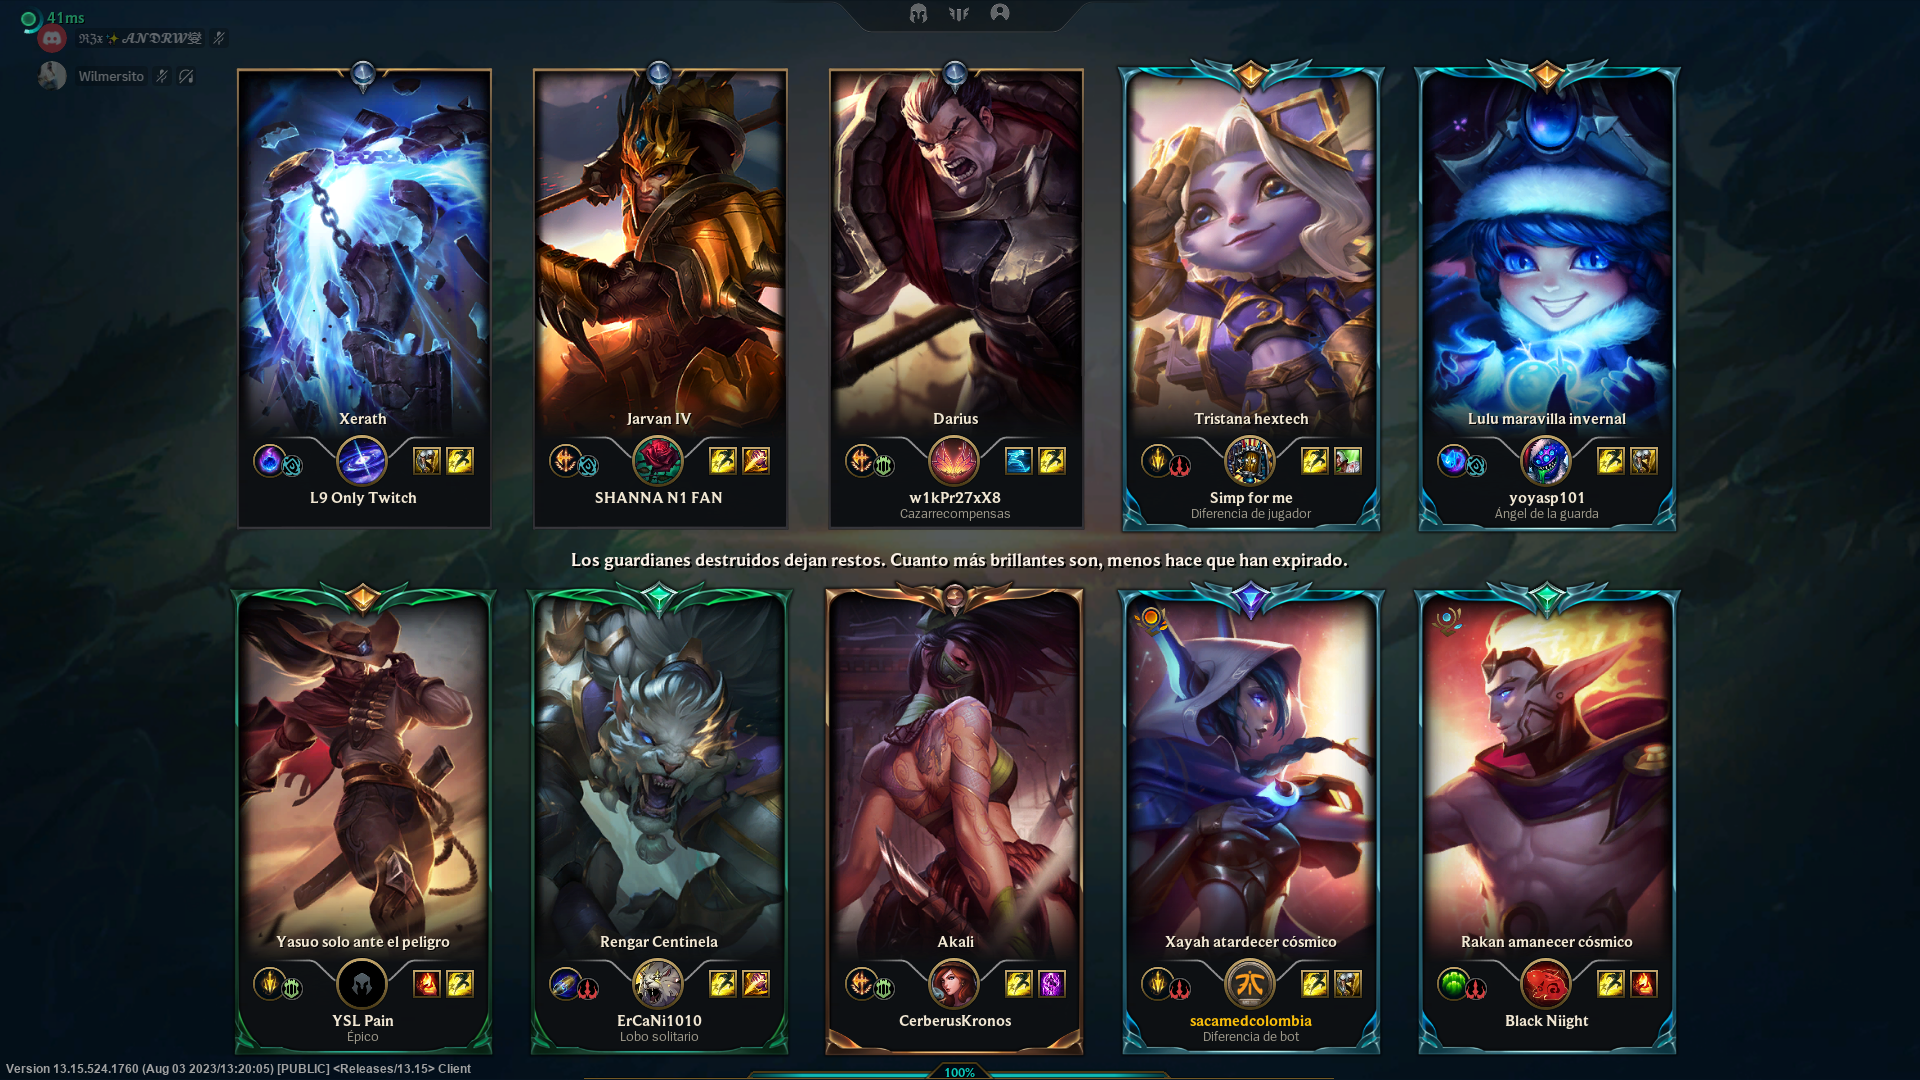 41ms
ℜℨ𝔵✨𝓐𝓝𝓓𝓡𝓦
Wilmersito
Xerath
L9 Only Twitch
Jarvan IV
SHANNA N1 FAN
Darius
w1kPr27xX8
Cazarrecompensas
Tristana hextech
Simp for me
Diferencia de jugador
Lulu maravilla invernal
yoyasp101
Ángel de la guarda
Los guardianes destruidos dejan restos. Cuanto más brillantes son, menos hace que han expirado.
Yasuo solo ante el peligro
YSL Pain
Épico
Rengar Centinela
ErCaNi1010
Lobo solitario
Akali
CerberusKronos
Xayah atardecer cósmico
sacamedcolombia
Diferencia de bot
Rakan amanecer cósmico
Black Niight
Version 13.15.524.1760 (Aug 03 2023/13:20:05) [PUBLIC] <Releases/13.15> Client
100%